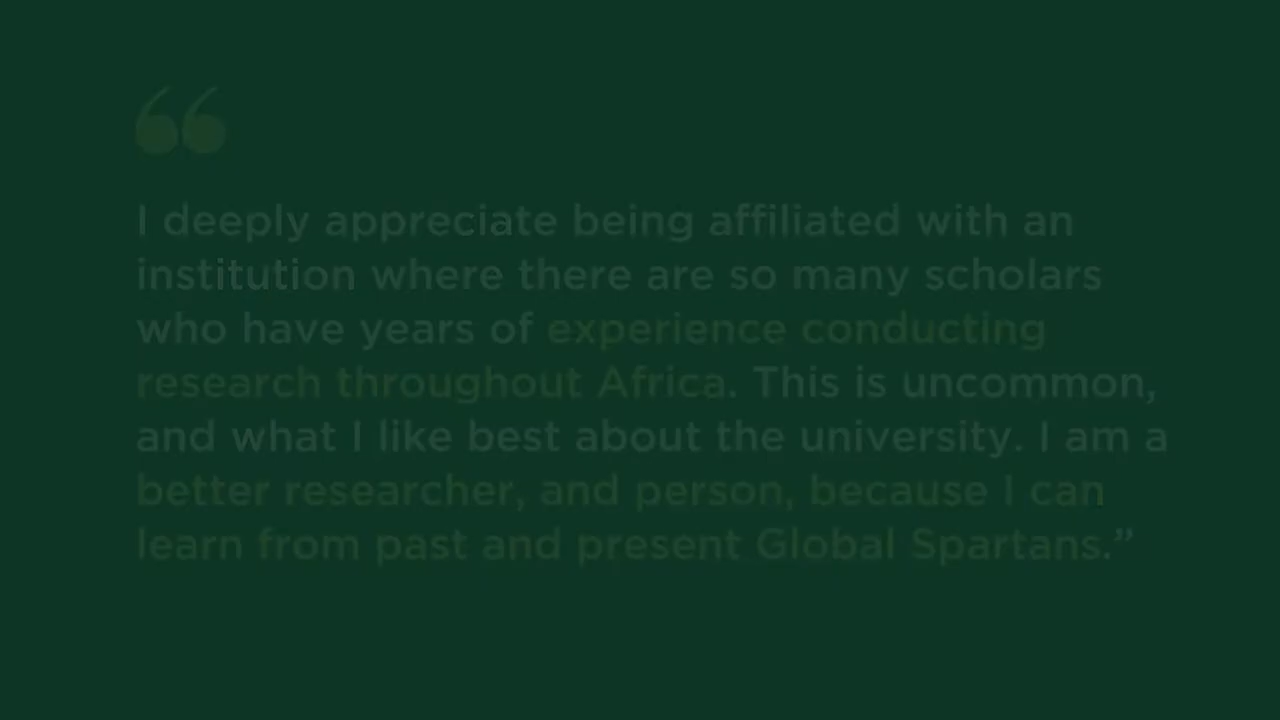 “
I deeply appreciate being affiliated with an
institution where there are so many scholars
who have years of experience conducting
research throughout Africa. This is uncommon,
and what I like best about the university. I am a
better researcher, and person, because I can
learn from past and present Global Spartans.”